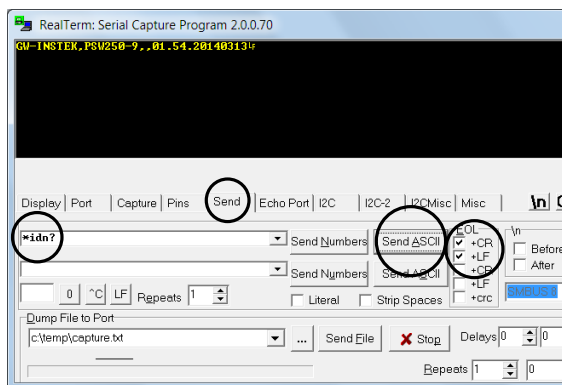 RealTerm: Serial Capture Program 2.0.0.70
GW-INSTEK,PSW250-9,,01.54.20140313LF
Display Port Capture Pins Send Echo Port I2C I2C-2 I2CMisc Misc \n
*idn? Send Numbers Send ASCII
EOL
+CR
+LF
\n
Before
After
Send Numbers Send ASCII
+CR
+LF
+crc
SMBUS 8
0 ^C LF Repeats 1 Literal Strip Spaces
Dump File to Port
c:\temp\capture.txt ... Send File Stop Delays 0 0
Repeats 1 0